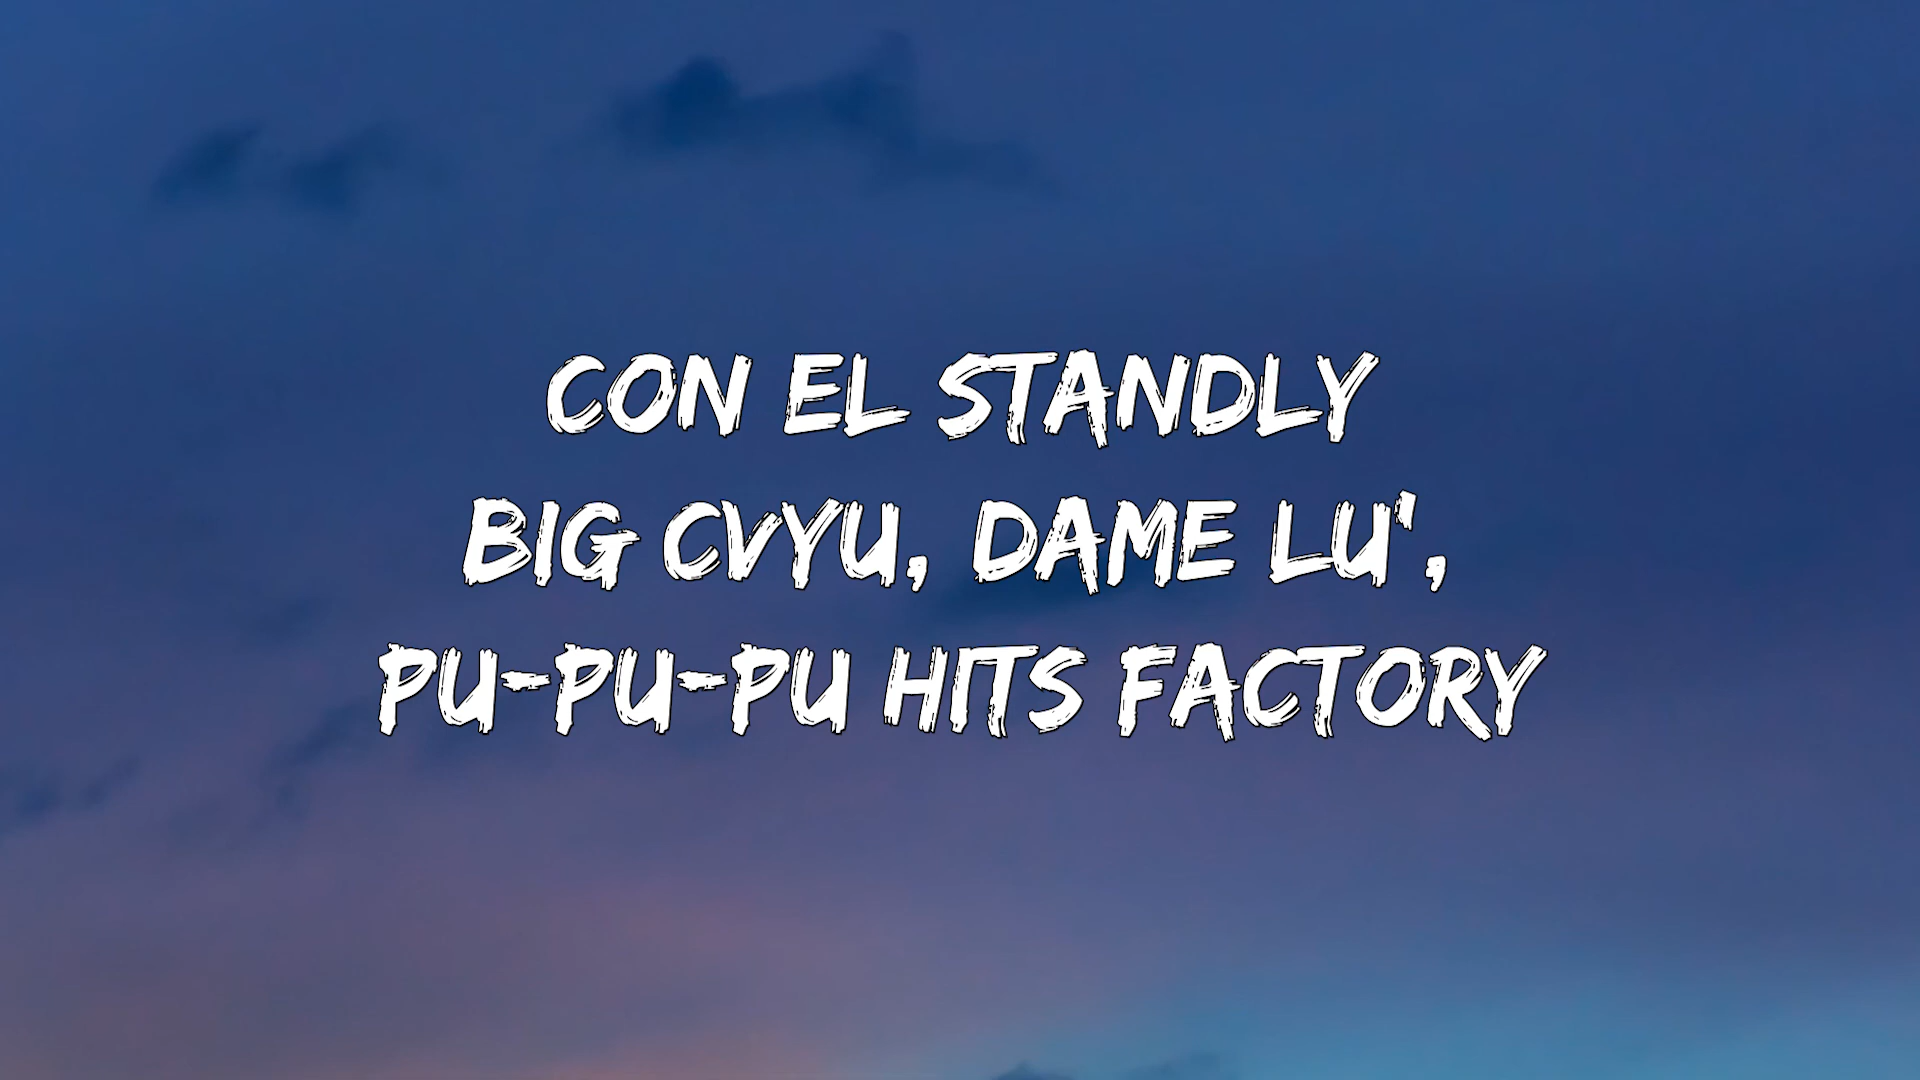 CON EL STANDLY
BIG CVYU, DAME LU',
PU-PU-PU HITS FACTORY